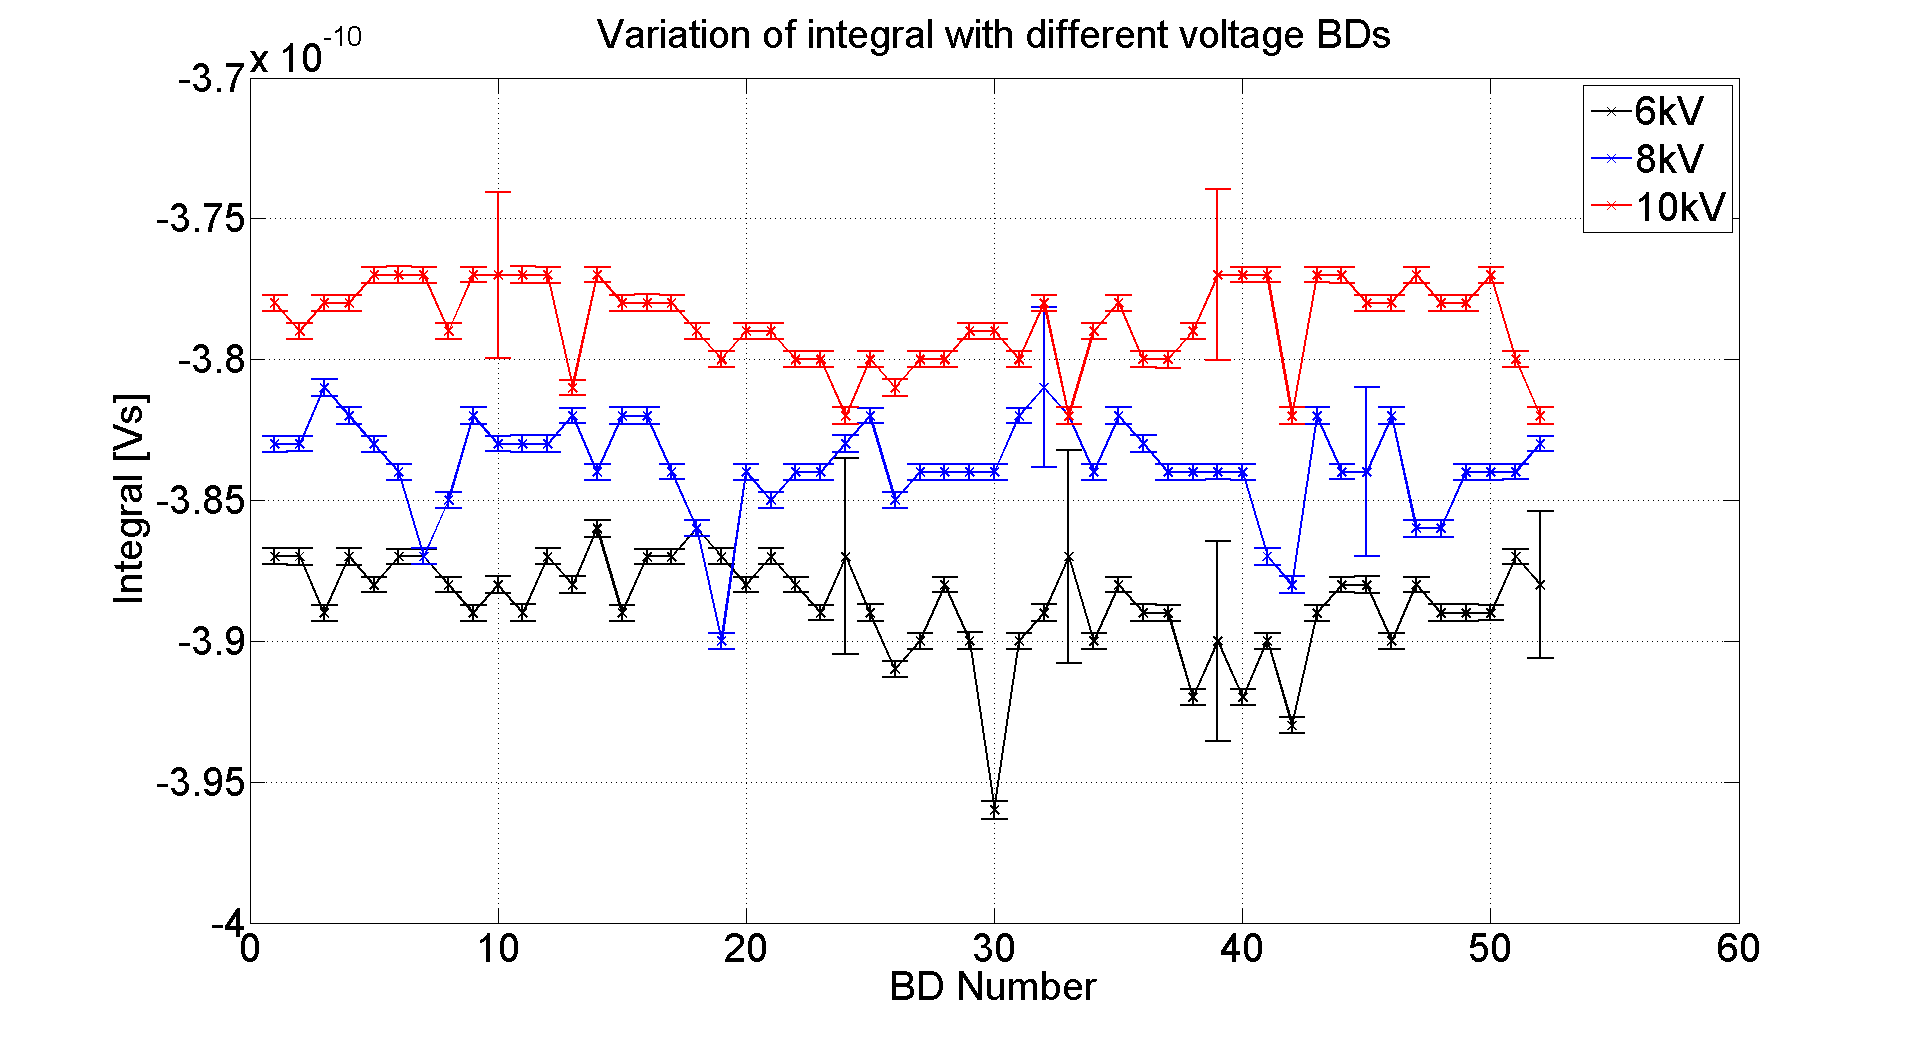 Variation of integral with different voltage BDs
x 10^-10
-3.7
-3.75
-3.8
-3.85
-3.9
-3.95
-4
Integral [Vs]
0 10 20 30 40 50 60
BD Number
6kV
8kV
10kV